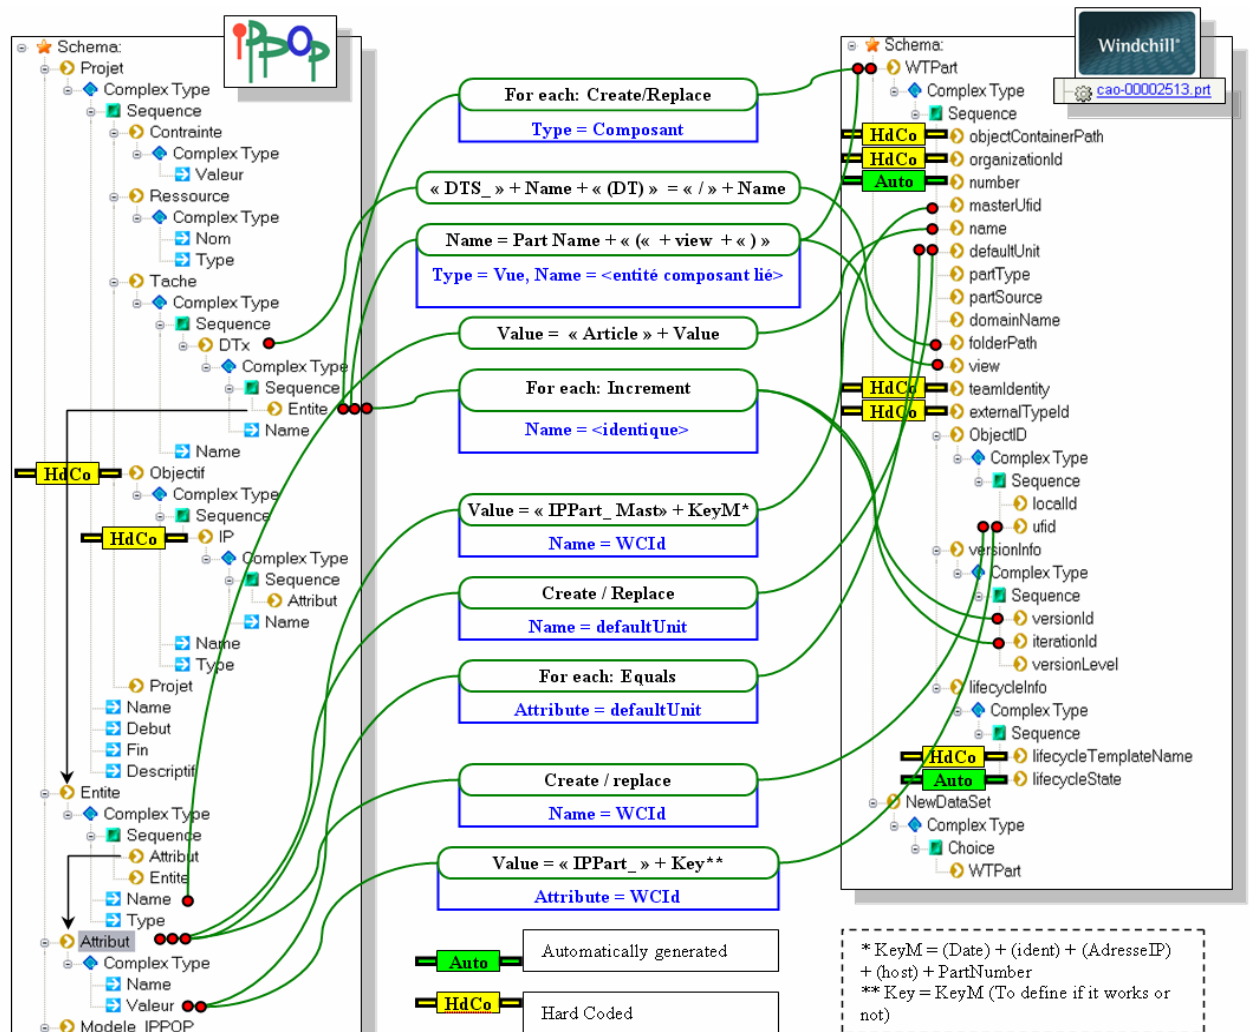 ippop
Schema:
Projet
Complex Type
Sequence
Contrainte
Complex Type
Valeur
Ressource
Complex Type
Nom
Type
Tache
Complex Type
Sequence
DTx
Complex Type
Sequence
Entite
Name
Name
HdCo
Objectif
Complex Type
Sequence
HdCo
IP
Complex Type
Sequence
Attribut
Name
Name
Type
Projet
Name
Debut
Fin
Descriptif
Entite
Complex Type
Sequence
Attribut
Entite
Name
Type
Attribut
Complex Type
Name
Valeur
Modele IPPOP
For each: Create/Replace
Type = Composant
« DTS_ » + Name + « (DT) » = « / » + Name
Name = Part Name + « (« + view + « ) »
Type = Vue, Name = <entité composant lié>
Value = « Article » + Value
For each: Increment
Name = <identique>
Value = « IPPart_ Mast» + KeyM*
Name = WCId
Create / Replace
Name = defaultUnit
For each: Equals
Attribute = defaultUnit
Create / replace
Name = WCId
Value = « IPPart_ » + Key**
Attribute = WCId
Auto
Automatically generated
HdCo
Hard Coded
Windchill
cao-00002513.prt
Schema:
WTPart
Complex Type
Sequence
HdCo
objectContainerPath
HdCo
organizationId
Auto
number
masterUfid
name
defaultUnit
partType
partSource
domainName
folderPath
view
HdCo
teamIdentity
HdCo
externalTypeId
ObjectID
Complex Type
Sequence
localId
ufid
versionInfo
Complex Type
Sequence
versionId
iterationId
versionLevel
lifecycleInfo
Complex Type
Sequence
HdCo
lifecycleTemplateName
Auto
lifecycleState
NewDataSet
Complex Type
Choice
WTPart
* KeyM = (Date) + (ident) + (AdresseIP)
+ (host) + PartNumber
** Key = KeyM (To define if it works or
not)